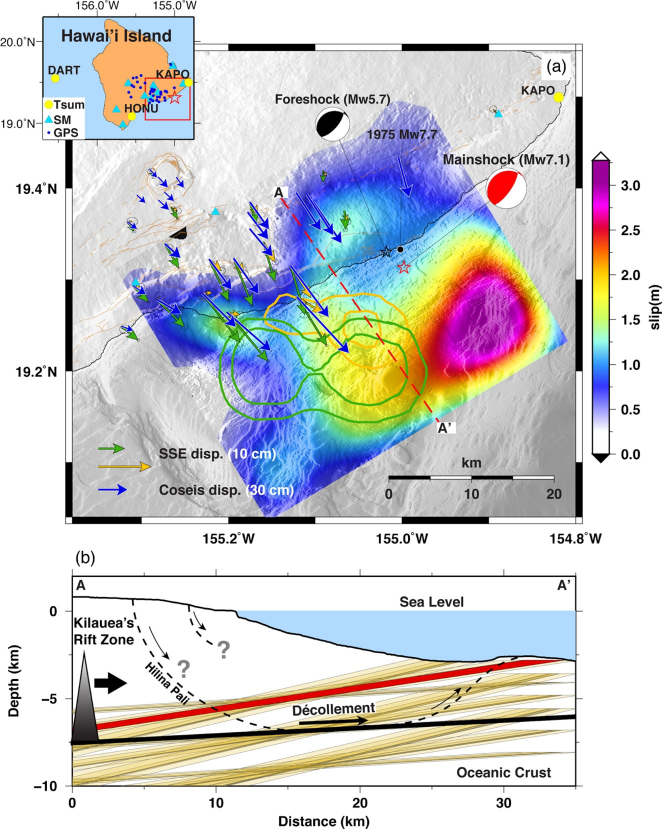 156.0°W 155.0°W
Hawai'i Island
20.0°N
DART
KAPO
Tsum
SM
GPS
HONU
19.0°N
(a)
KAPO
Foreshock (Mw5.7)
1975 Mw7.7
Mainshock (Mw7.1)
19.4°N
19.2°N
A
A'
SSE disp. (10 cm)
Coseis disp. (30 cm)
km
0 10 20
155.2°W 155.0°W 154.8°W
3.0
2.5
2.0
1.5
1.0
0.5
0.0
slip(m)
(b)
A A'
Sea Level
Kilauea's
Rift Zone
?
?
Hilina Pali
Décollement
Oceanic Crust
0
−5
−10
Depth (km)
0 10 20 30
Distance (km)